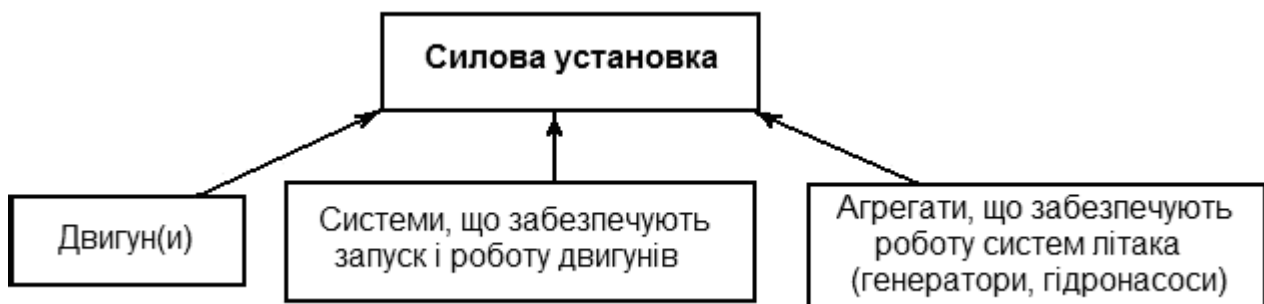 Силова установка
Двигун(и)
Системи, що забезпечують
запуск і роботу двигунів
Агрегати, що забезпечують
роботу систем літака
(генератори, гідронасоси)